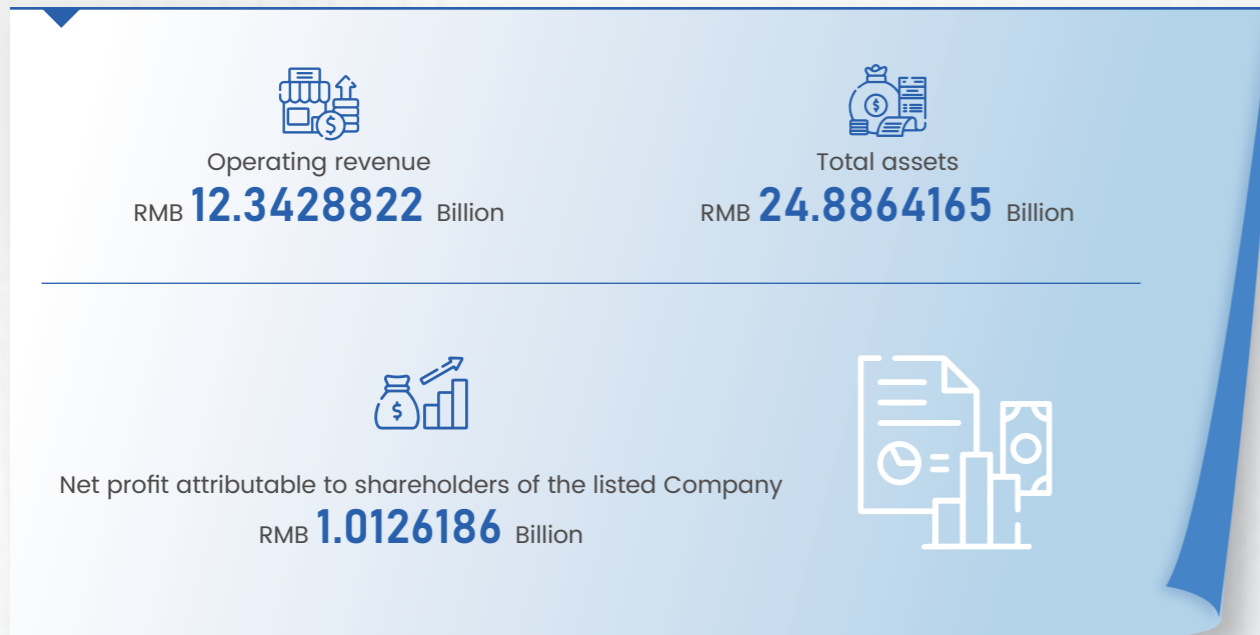 Operating revenue
RMB 12.3428822 Billion
Total assets
RMB 24.8864165 Billion
Net profit attributable to shareholders of the listed Company
RMB 1.0126186 Billion